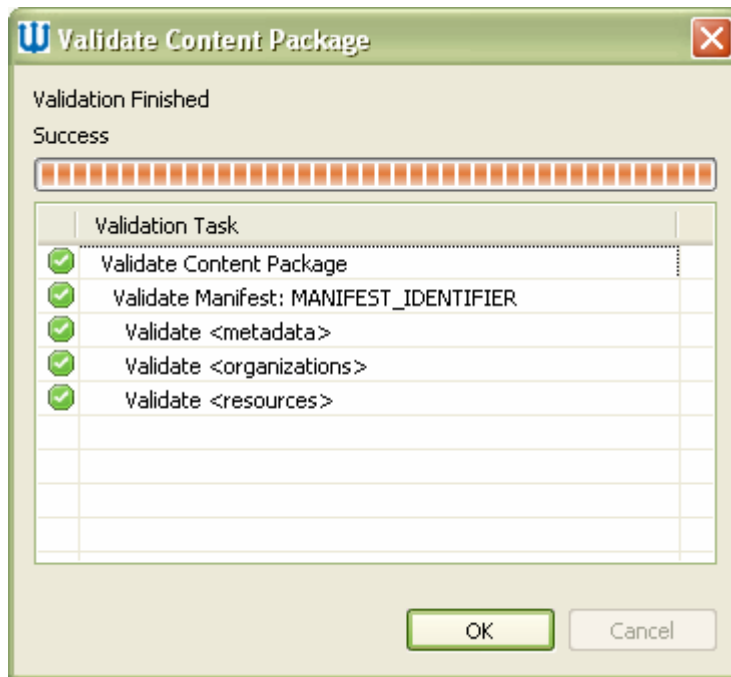 Validate Content Package
Validation Finished
Success
Validation Task
Validate Content Package
Validate Manifest: MANIFEST_IDENTIFIER
Validate <metadata>
Validate <organizations>
Validate <resources>
OK
Cancel